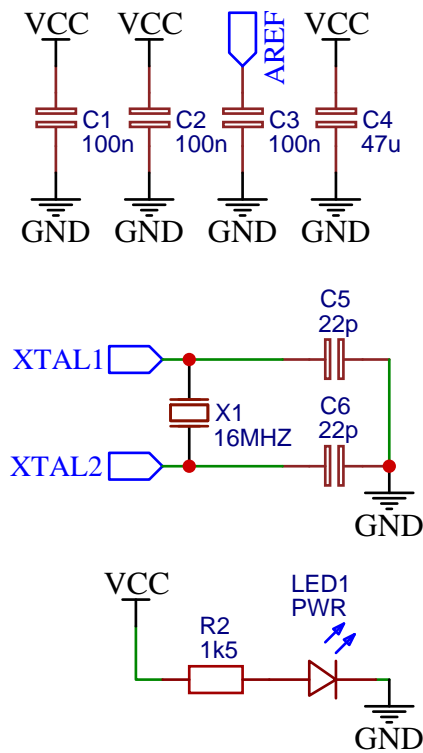 VCC VCC AREF VCC
C1 C2 C3 C4
100n 100n 100n 47u
GND GND GND GND
C5
22p
XTAL1
C6
X1 22p
16MHZ
XTAL2
GND
VCC LED1
PWR
R2
1k5
GND